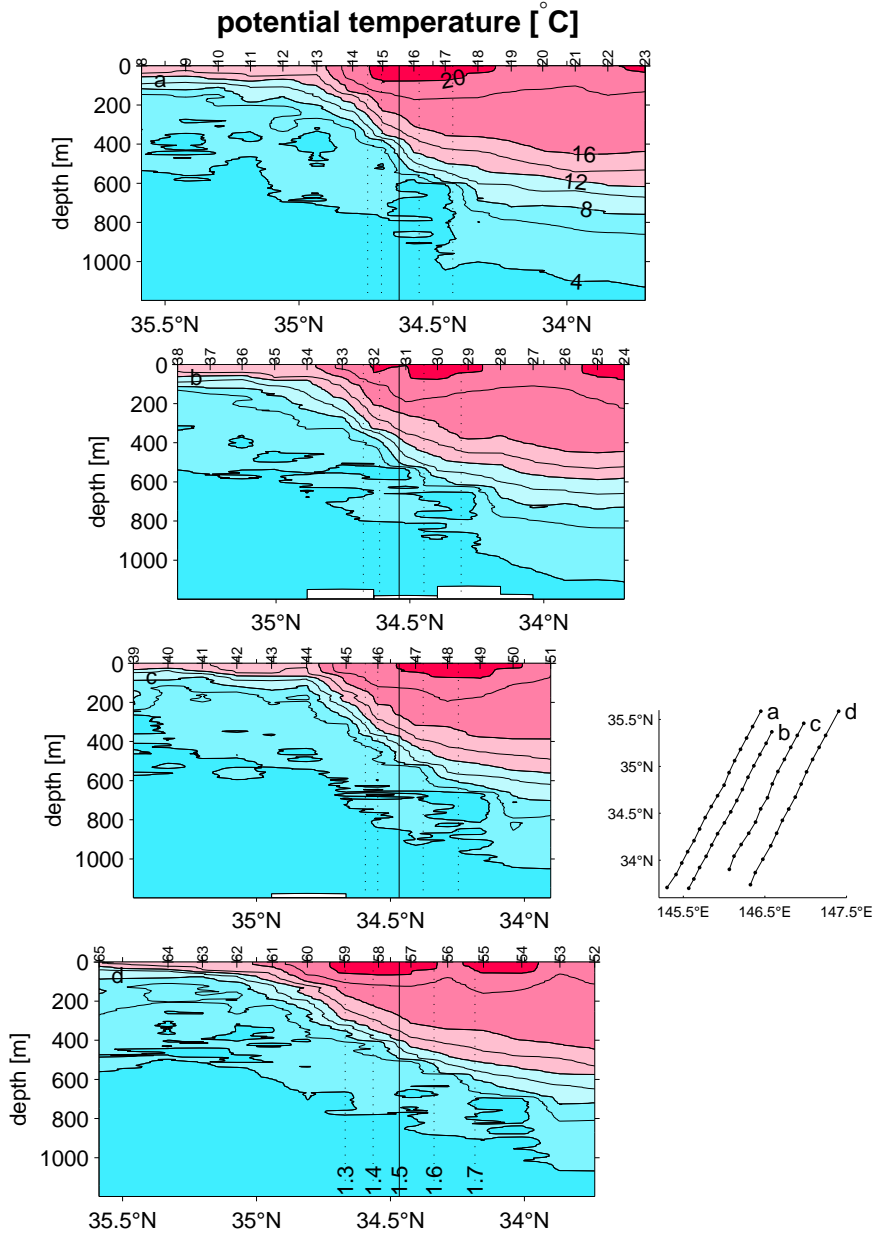 potential temperature [°C]
8 9 10 11 12 13 14 15 16 17 18 19 20 21 22 23
0
200
400
600
800
1000
depth [m]
a
20
16
12
8
4
35.5°N 35°N 34.5°N 34°N
38 37 36 35 34 33 32 31 30 29 28 27 26 25 24
0
200
400
600
800
1000
depth [m]
b
35°N 34.5°N 34°N
39 40 41 42 43 44 45 46 47 48 49 50 51
0
200
400
600
800
1000
depth [m]
c
35°N 34.5°N 34°N
a b c d
35.5°N
35°N
34.5°N
34°N
145.5°E 146.5°E 147.5°E
65 64 63 62 61 60 59 58 57 56 55 54 53 52
0
200
400
600
800
1000
depth [m]
d
1.3 1.4 1.5 1.6 1.7
35.5°N 35°N 34.5°N 34°N